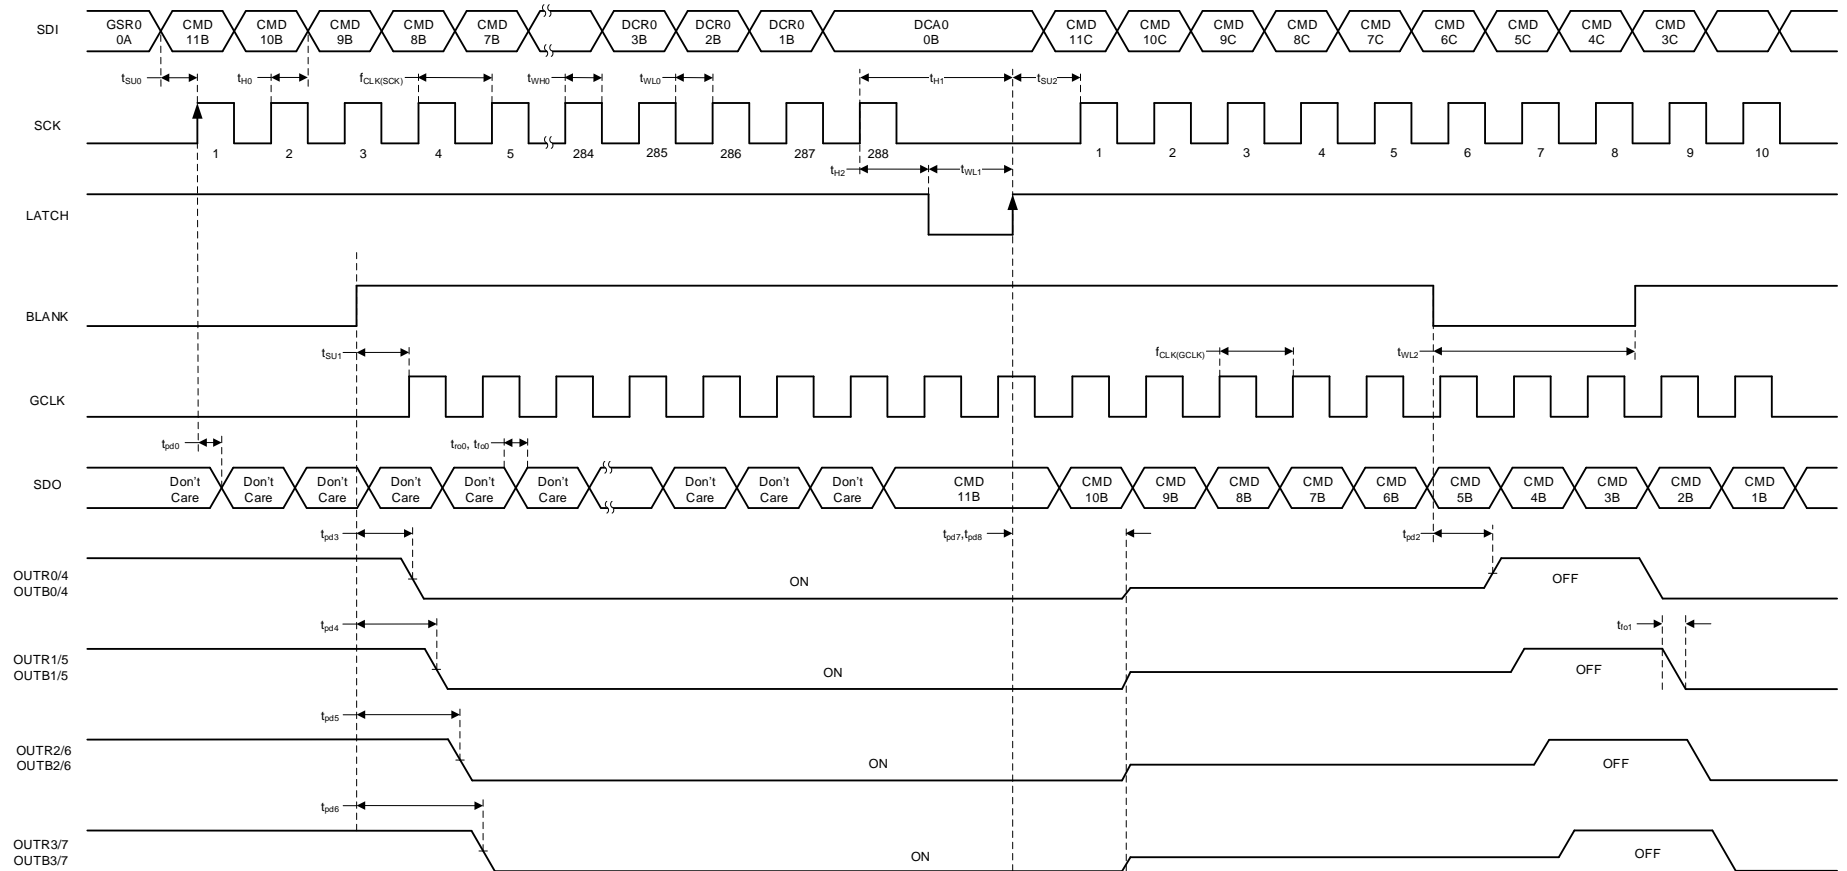 SDI
GSR0 0A
CMD 11B
CMD 10B
CMD 9B
CMD 8B
CMD 7B
DCR0 3B
DCR0 2B
DCR0 1B
DCA0 0B
CMD 11C
CMD 10C
CMD 9C
CMD 8C
CMD 7C
CMD 6C
CMD 5C
CMD 4C
CMD 3C
tSU0
tH0
fCLK(SCK)
tWH0
tWL0
tH1
tSU2
SCK
1 2 3 4 5 284 285 286 287 288 1 2 3 4 5 6 7 8 9 10
tH2
tWL1
LATCH
BLANK
tSU1
fCLK(GCLK)
tWL2
GCLK
tpd0
tro0, tfo0
SDO
Don't Care
Don't Care
Don't Care
Don't Care
Don't Care
Don't Care
Don't Care
Don't Care
Don't Care
CMD 11B
CMD 10B
CMD 9B
CMD 8B
CMD 7B
CMD 6B
CMD 5B
CMD 4B
CMD 3B
CMD 2B
CMD 1B
tpd3
tpd7,tpd8
tpd2
OUTR0/4
OUTB0/4
ON
OFF
tpd4
tfo1
OUTR1/5
OUTB1/5
ON
OFF
tpd5
OUTR2/6
OUTB2/6
ON
OFF
tpd6
OUTR3/7
OUTB3/7
ON
OFF